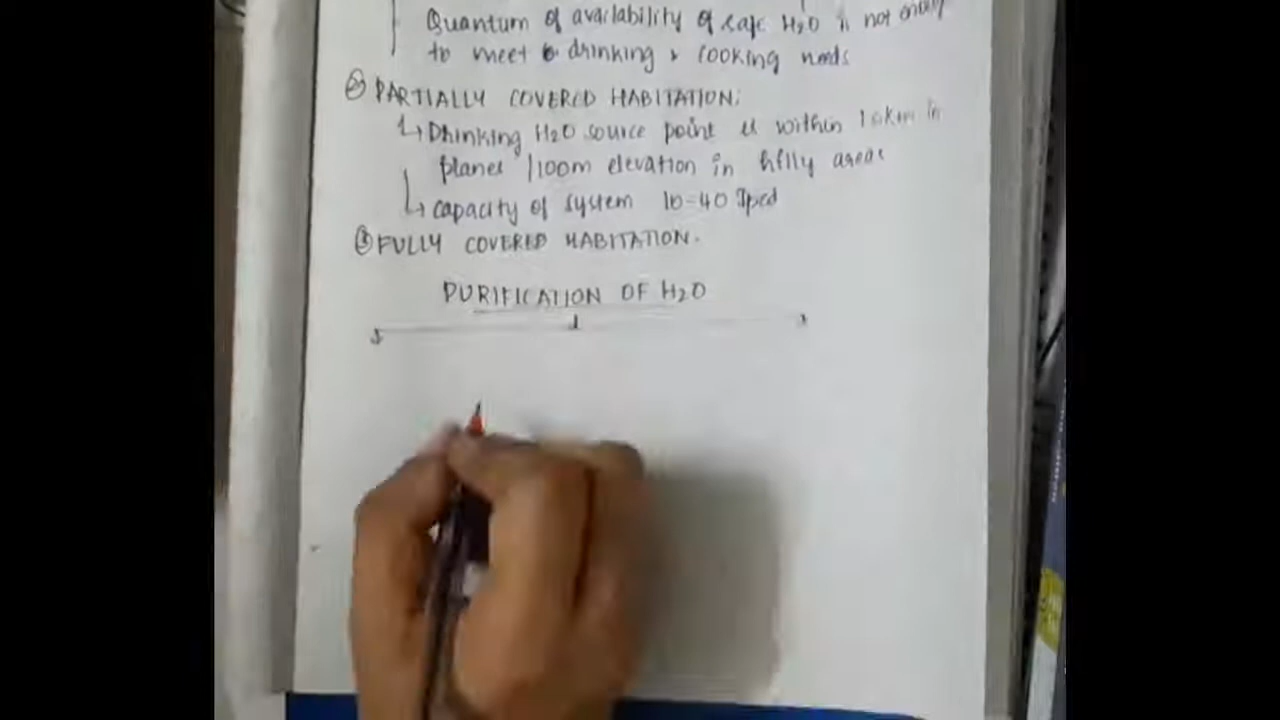 Quantum of availability of safe H2O is not
to meet drinking & cooking needs
② PARTIALLY COVERED HABITATION:
↳ Drinking H2O source point is within 1.6km in
planes /100m elevation in hilly areas
↳ capacity of system 10-40 lpcd
③ FULLY COVERED HABITATION.
PURIFICATION OF H2O